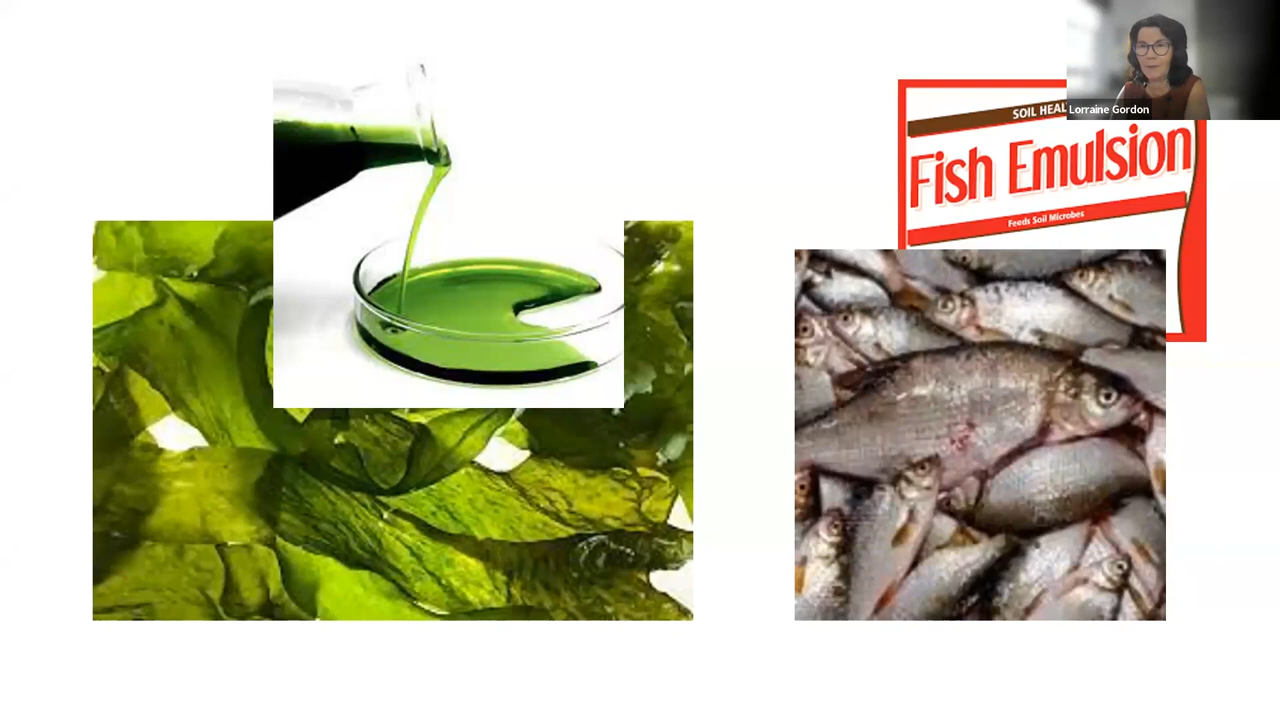 Lorraine Gordon
SOIL HEAL
Fish Emulsion
Feeds Soil Microbes